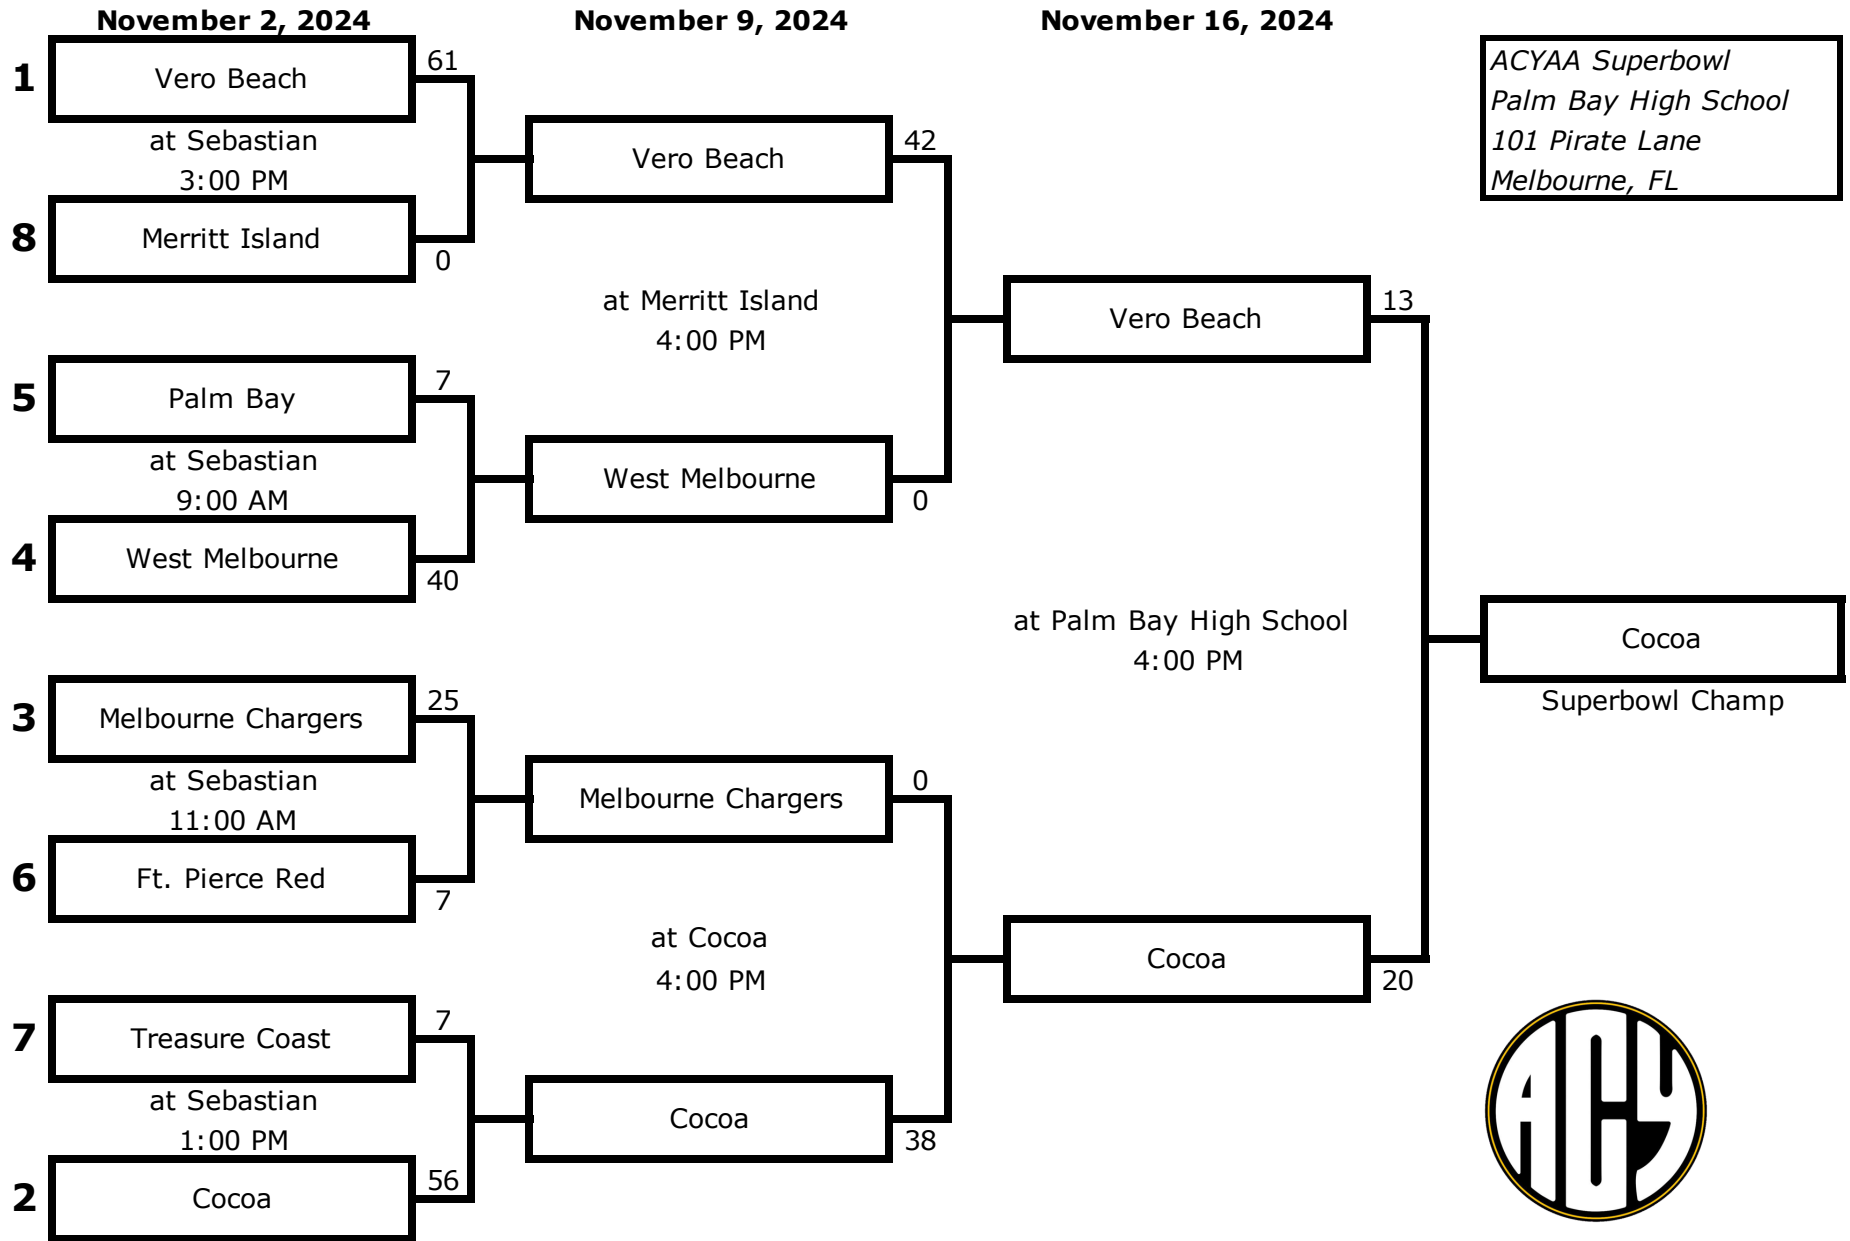 November 2, 2024
November 9, 2024
November 16, 2024
ACYAA Superbowl
Palm Bay High School
101 Pirate Lane
Melbourne, FL
1
Vero Beach
61
at Sebastian
3:00 PM
8
Merritt Island
0
5
Palm Bay
7
at Sebastian
9:00 AM
4
West Melbourne
40
3
Melbourne Chargers
25
at Sebastian
11:00 AM
6
Ft. Pierce Red
7
7
Treasure Coast
7
at Sebastian
1:00 PM
2
Cocoa
56
Vero Beach
42
at Merritt Island
4:00 PM
West Melbourne
0
Melbourne Chargers
0
at Cocoa
4:00 PM
Cocoa
38
Vero Beach
13
at Palm Bay High School
4:00 PM
Cocoa
20
Cocoa
Superbowl Champ
ACY